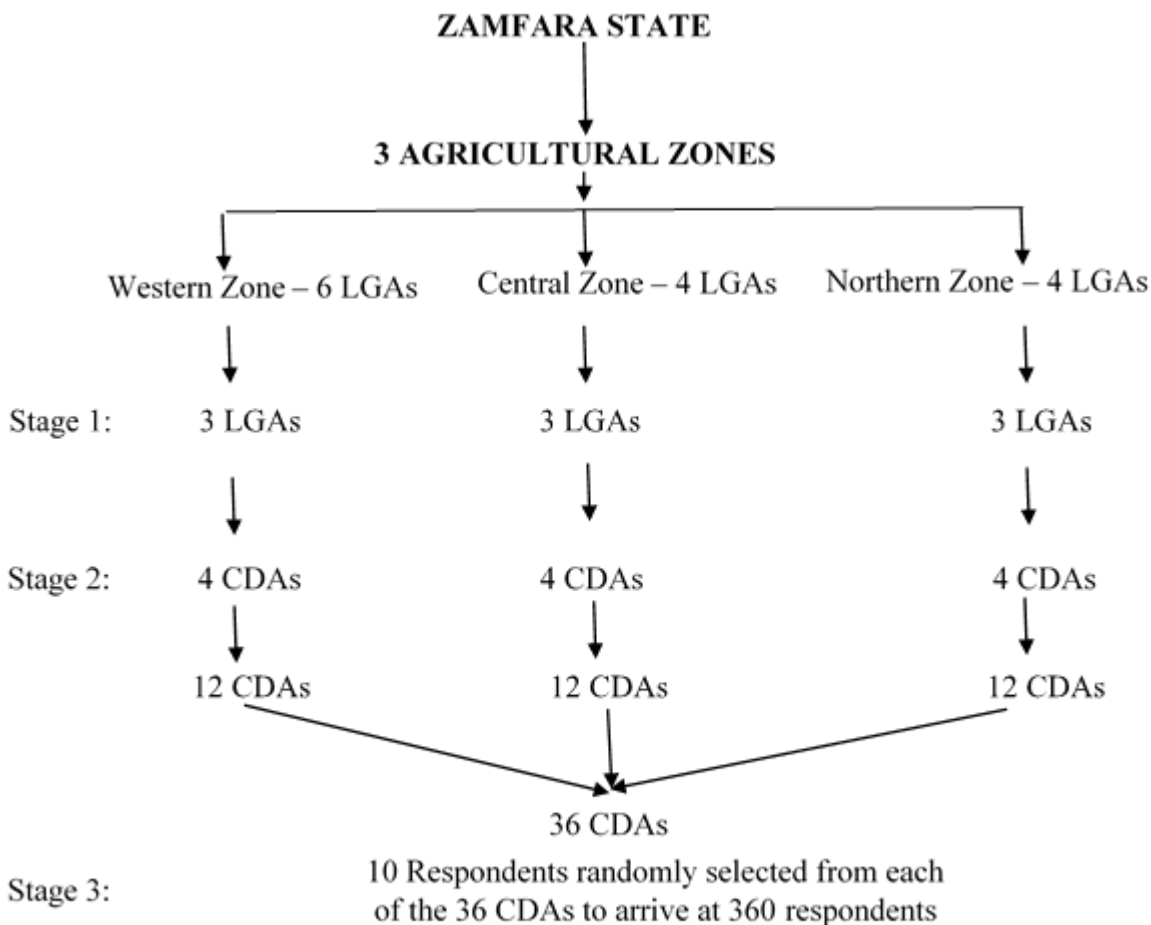 ZAMFARA STATE
3 AGRICULTURAL ZONES
Western Zone – 6 LGAs
Central Zone – 4 LGAs
Northern Zone – 4 LGAs
Stage 1:
3 LGAs
3 LGAs
3 LGAs
Stage 2:
4 CDAs
4 CDAs
4 CDAs
12 CDAs
12 CDAs
12 CDAs
36 CDAs
Stage 3:
10 Respondents randomly selected from each
of the 36 CDAs to arrive at 360 respondents